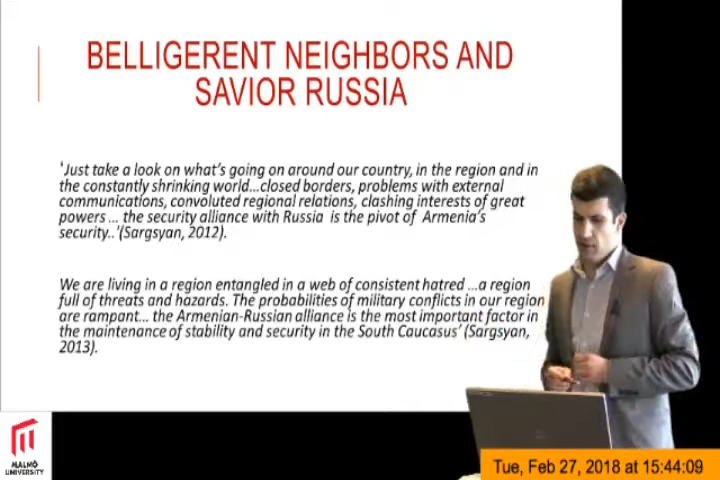 BELLIGERENT NEIGHBORS AND
SAVIOR RUSSIA
‘Just take a look on what’s going on around our country, in the region and in
the constantly shrinking world...closed borders, problems with external
communications, convoluted regional relations, clashing interests of great
powers ... the security alliance with Russia is the pivot of Armenia’s
security..’(Sargsyan, 2012).
We are living in a region entangled in a web of consistent hatred ...a region
full of threats and hazards. The probabilities of military conflicts in our region
are rampant... the Armenian-Russian alliance is the most important factor in
the maintenance of stability and security in the South Caucasus’ (Sargsyan,
2013).
MALMÖ
UNIVERSITY
Tue, Feb 27, 2018 at 15:44:09